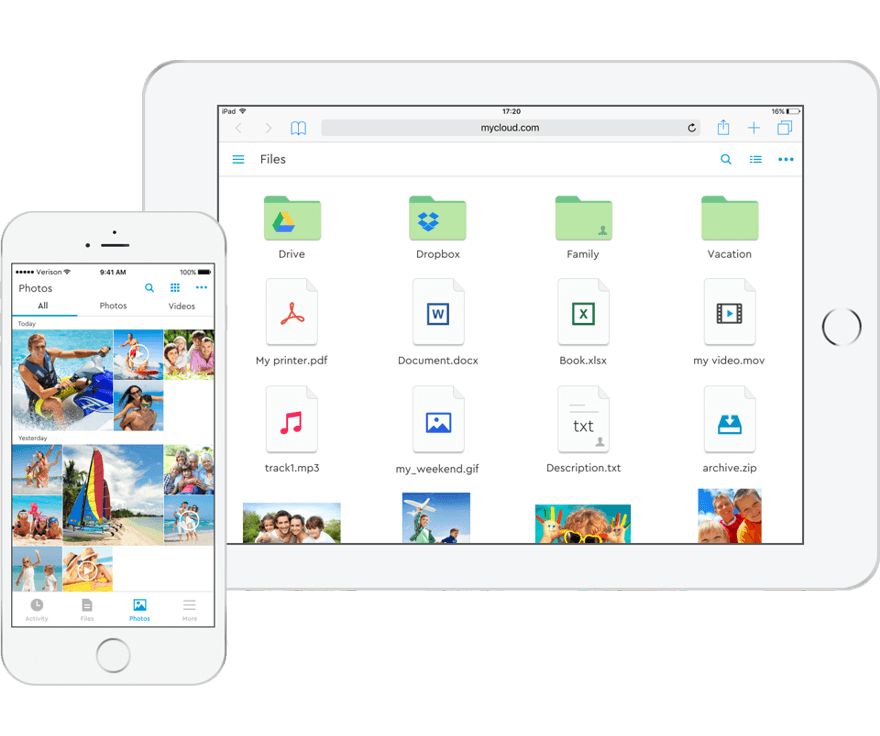 iPad 17:20 16%
mycloud.com
Files
Drive Dropbox Family Vacation
My printer.pdf Document.docx Book.xlsx my video.mov
W X
track1.mp3 my_weekend.gif Description.txt archive.zip
txt
Verison 9:41 AM 100%
Photos
All Photos Videos
Today
Yesterday
Activity Files Photos More